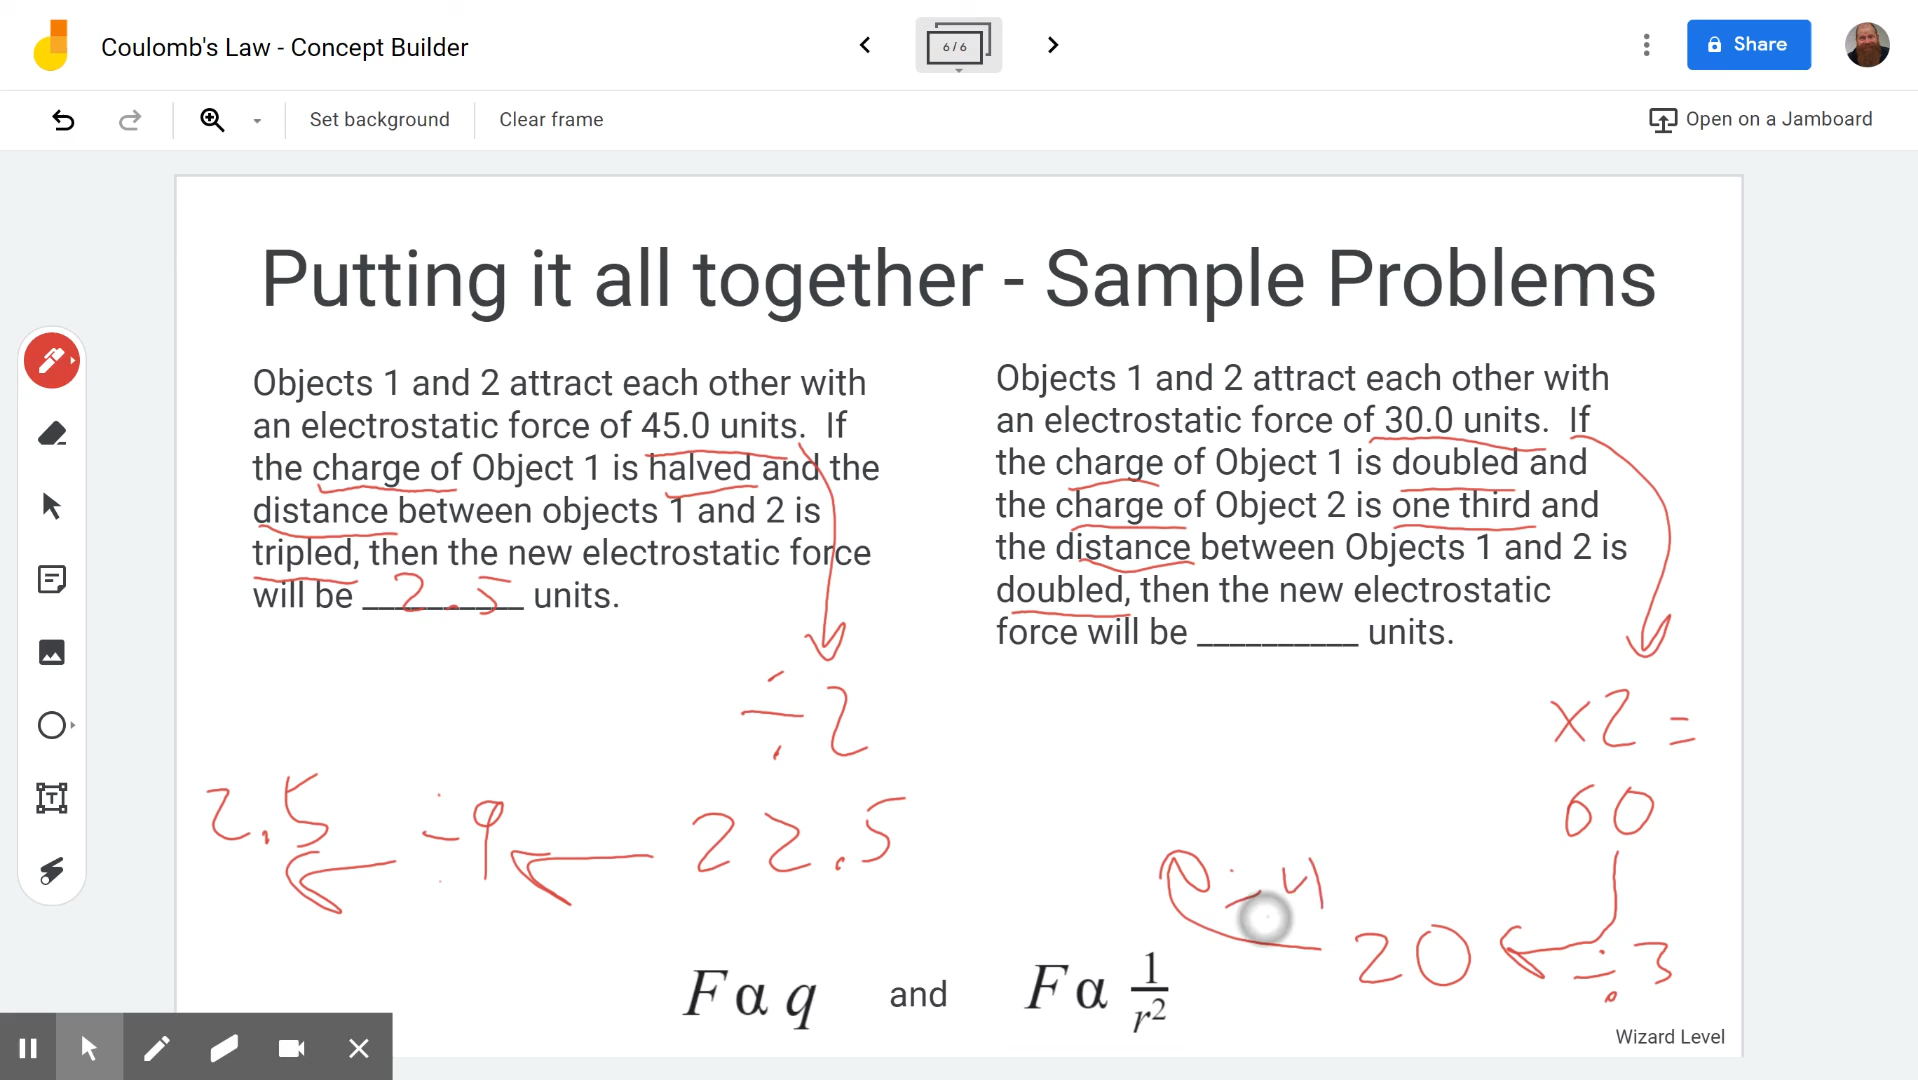 Coulomb's Law - Concept Builder
6 / 6
Share
Set background
Clear frame
Open on a Jamboard
Putting it all together - Sample Problems
Objects 1 and 2 attract each other with
an electrostatic force of 45.0 units. If
the charge of Object 1 is halved and the
distance between objects 1 and 2 is
tripled, then the new electrostatic force
will be __2.5__ units.
÷2
22.5
÷9
2.5
Objects 1 and 2 attract each other with
an electrostatic force of 30.0 units. If
the charge of Object 1 is doubled and
the charge of Object 2 is one third and
the distance between Objects 1 and 2 is
doubled, then the new electrostatic
force will be __________ units.
x2 =
60
÷3
20
÷4
F α q and F α 1/r²
Wizard Level